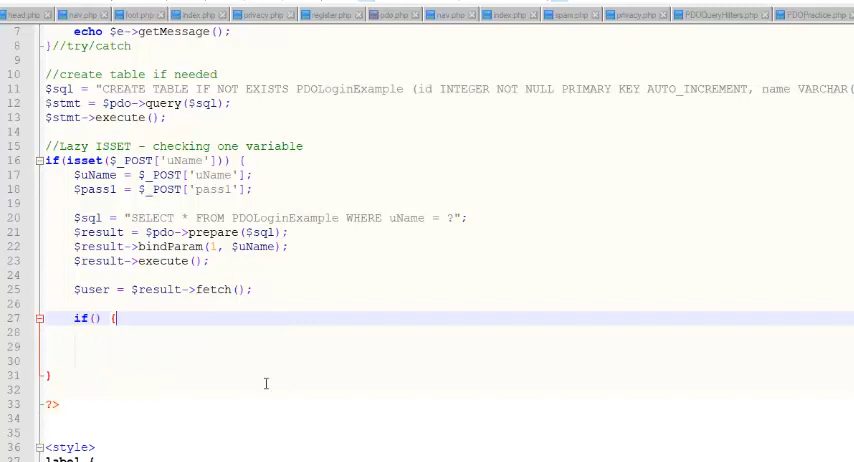 head.php nav.php foot.php index.php privacy.php register.php pdo.php nav.php index.php spam.php privacy.php PDOQueryHitters.php PDOPractice.php
7 echo $e->getMessage();
8 }//try/catch
9
10 //create table if needed
11 $sql = "CREATE TABLE IF NOT EXISTS PDOLoginExample (id INTEGER NOT NULL PRIMARY KEY AUTO_INCREMENT, name VARCHAR(
12 $stmt = $pdo->query($sql);
13 $stmt->execute();
14
15 //Lazy ISSET - checking one variable
16 if(isset($_POST['uName'])) {
17 $uName = $_POST['uName'];
18 $pass1 = $_POST['pass1'];
19
20 $sql = "SELECT * FROM PDOLoginExample WHERE uName = ?";
21 $result = $pdo->prepare($sql);
22 $result->bindParam(1, $uName);
23 $result->execute();
24
25 $user = $result->fetch();
26
27 if() {
28
29
30
31 }
32
33 ?>
34
35
36 <style>
37 label {